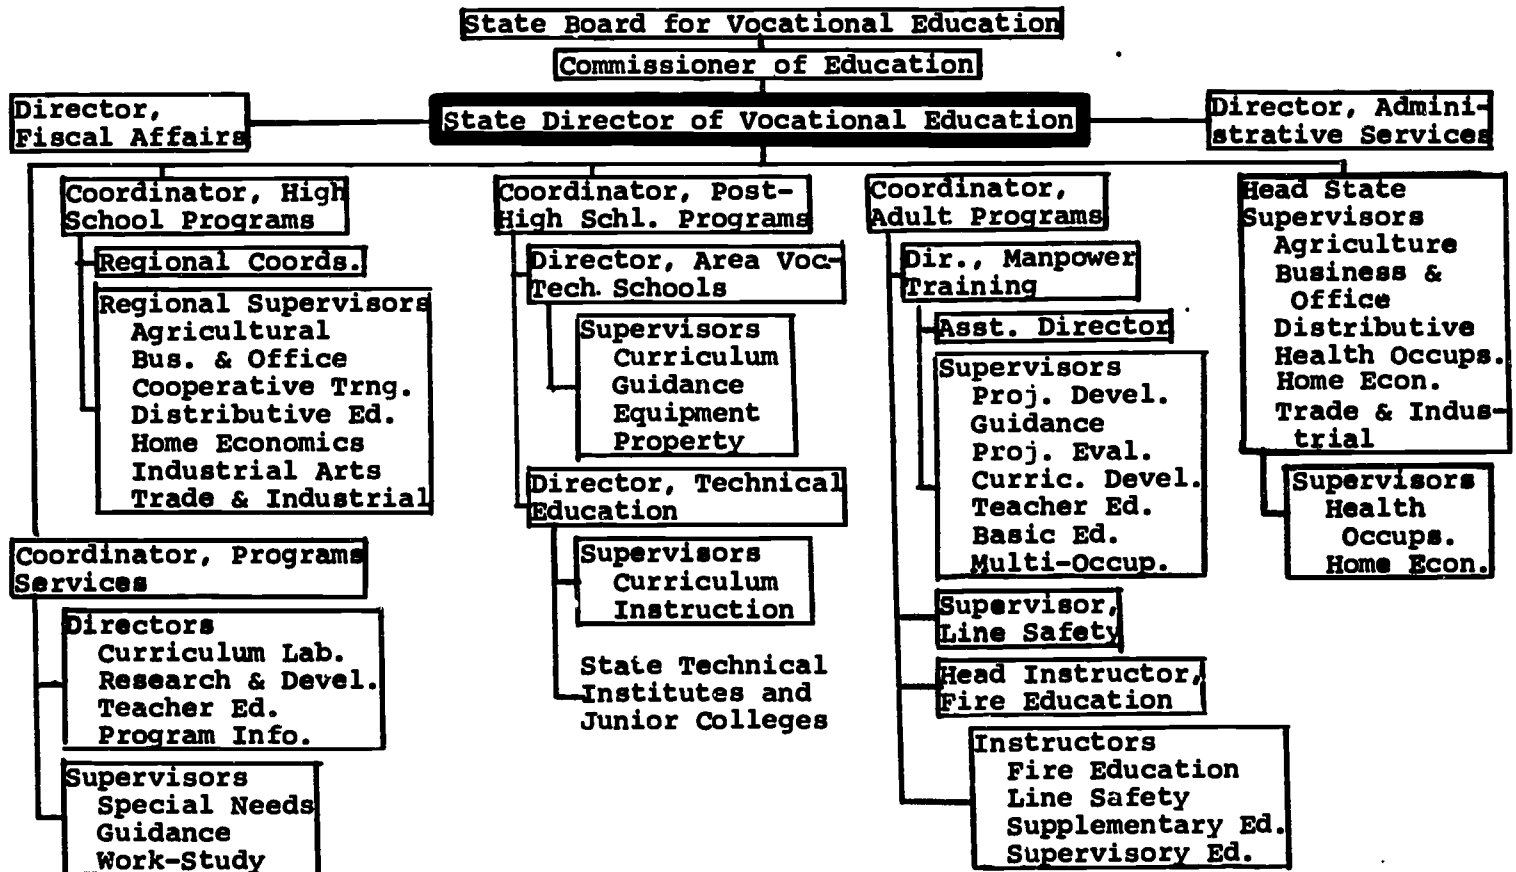 State Board for Vocational Education
Commissioner of Education
Director,
Fiscal Affairs
State Director of Vocational Education
Director, Admini-
strative Services
Coordinator, High
School Programs
Regional Coords.
Regional Supervisors
Agricultural
Bus. & Office
Cooperative Trng.
Distributive Ed.
Home Economics
Industrial Arts
Trade & Industrial
Coordinator, Programs
Services
Directors
Curriculum Lab.
Research & Devel.
Teacher Ed.
Program Info.
Supervisors
Special Needs
Guidance
Work-Study
Coordinator, Post-
High Schl. Programs
Director, Area Voc-
Tech. Schools
Supervisors
Curriculum
Guidance
Equipment
Property
Director, Technical
Education
Supervisors
Curriculum
Instruction
State Technical
Institutes and
Junior Colleges
Coordinator,
Adult Programs
Dir., Manpower
Training
Asst. Director
Supervisors
Proj. Devel.
Guidance
Proj. Eval.
Curric. Devel.
Teacher Ed.
Basic Ed.
Multi-Occup.
Supervisor,
Line Safety
Head Instructor,
Fire Education
Instructors
Fire Education
Line Safety
Supplementary Ed.
Supervisory Ed.
Head State
Supervisors
Agriculture
Business &
Office
Distributive
Health Occups.
Home Econ.
Trade & Indus-
trial
Supervisors
Health
Occups.
Home Econ.